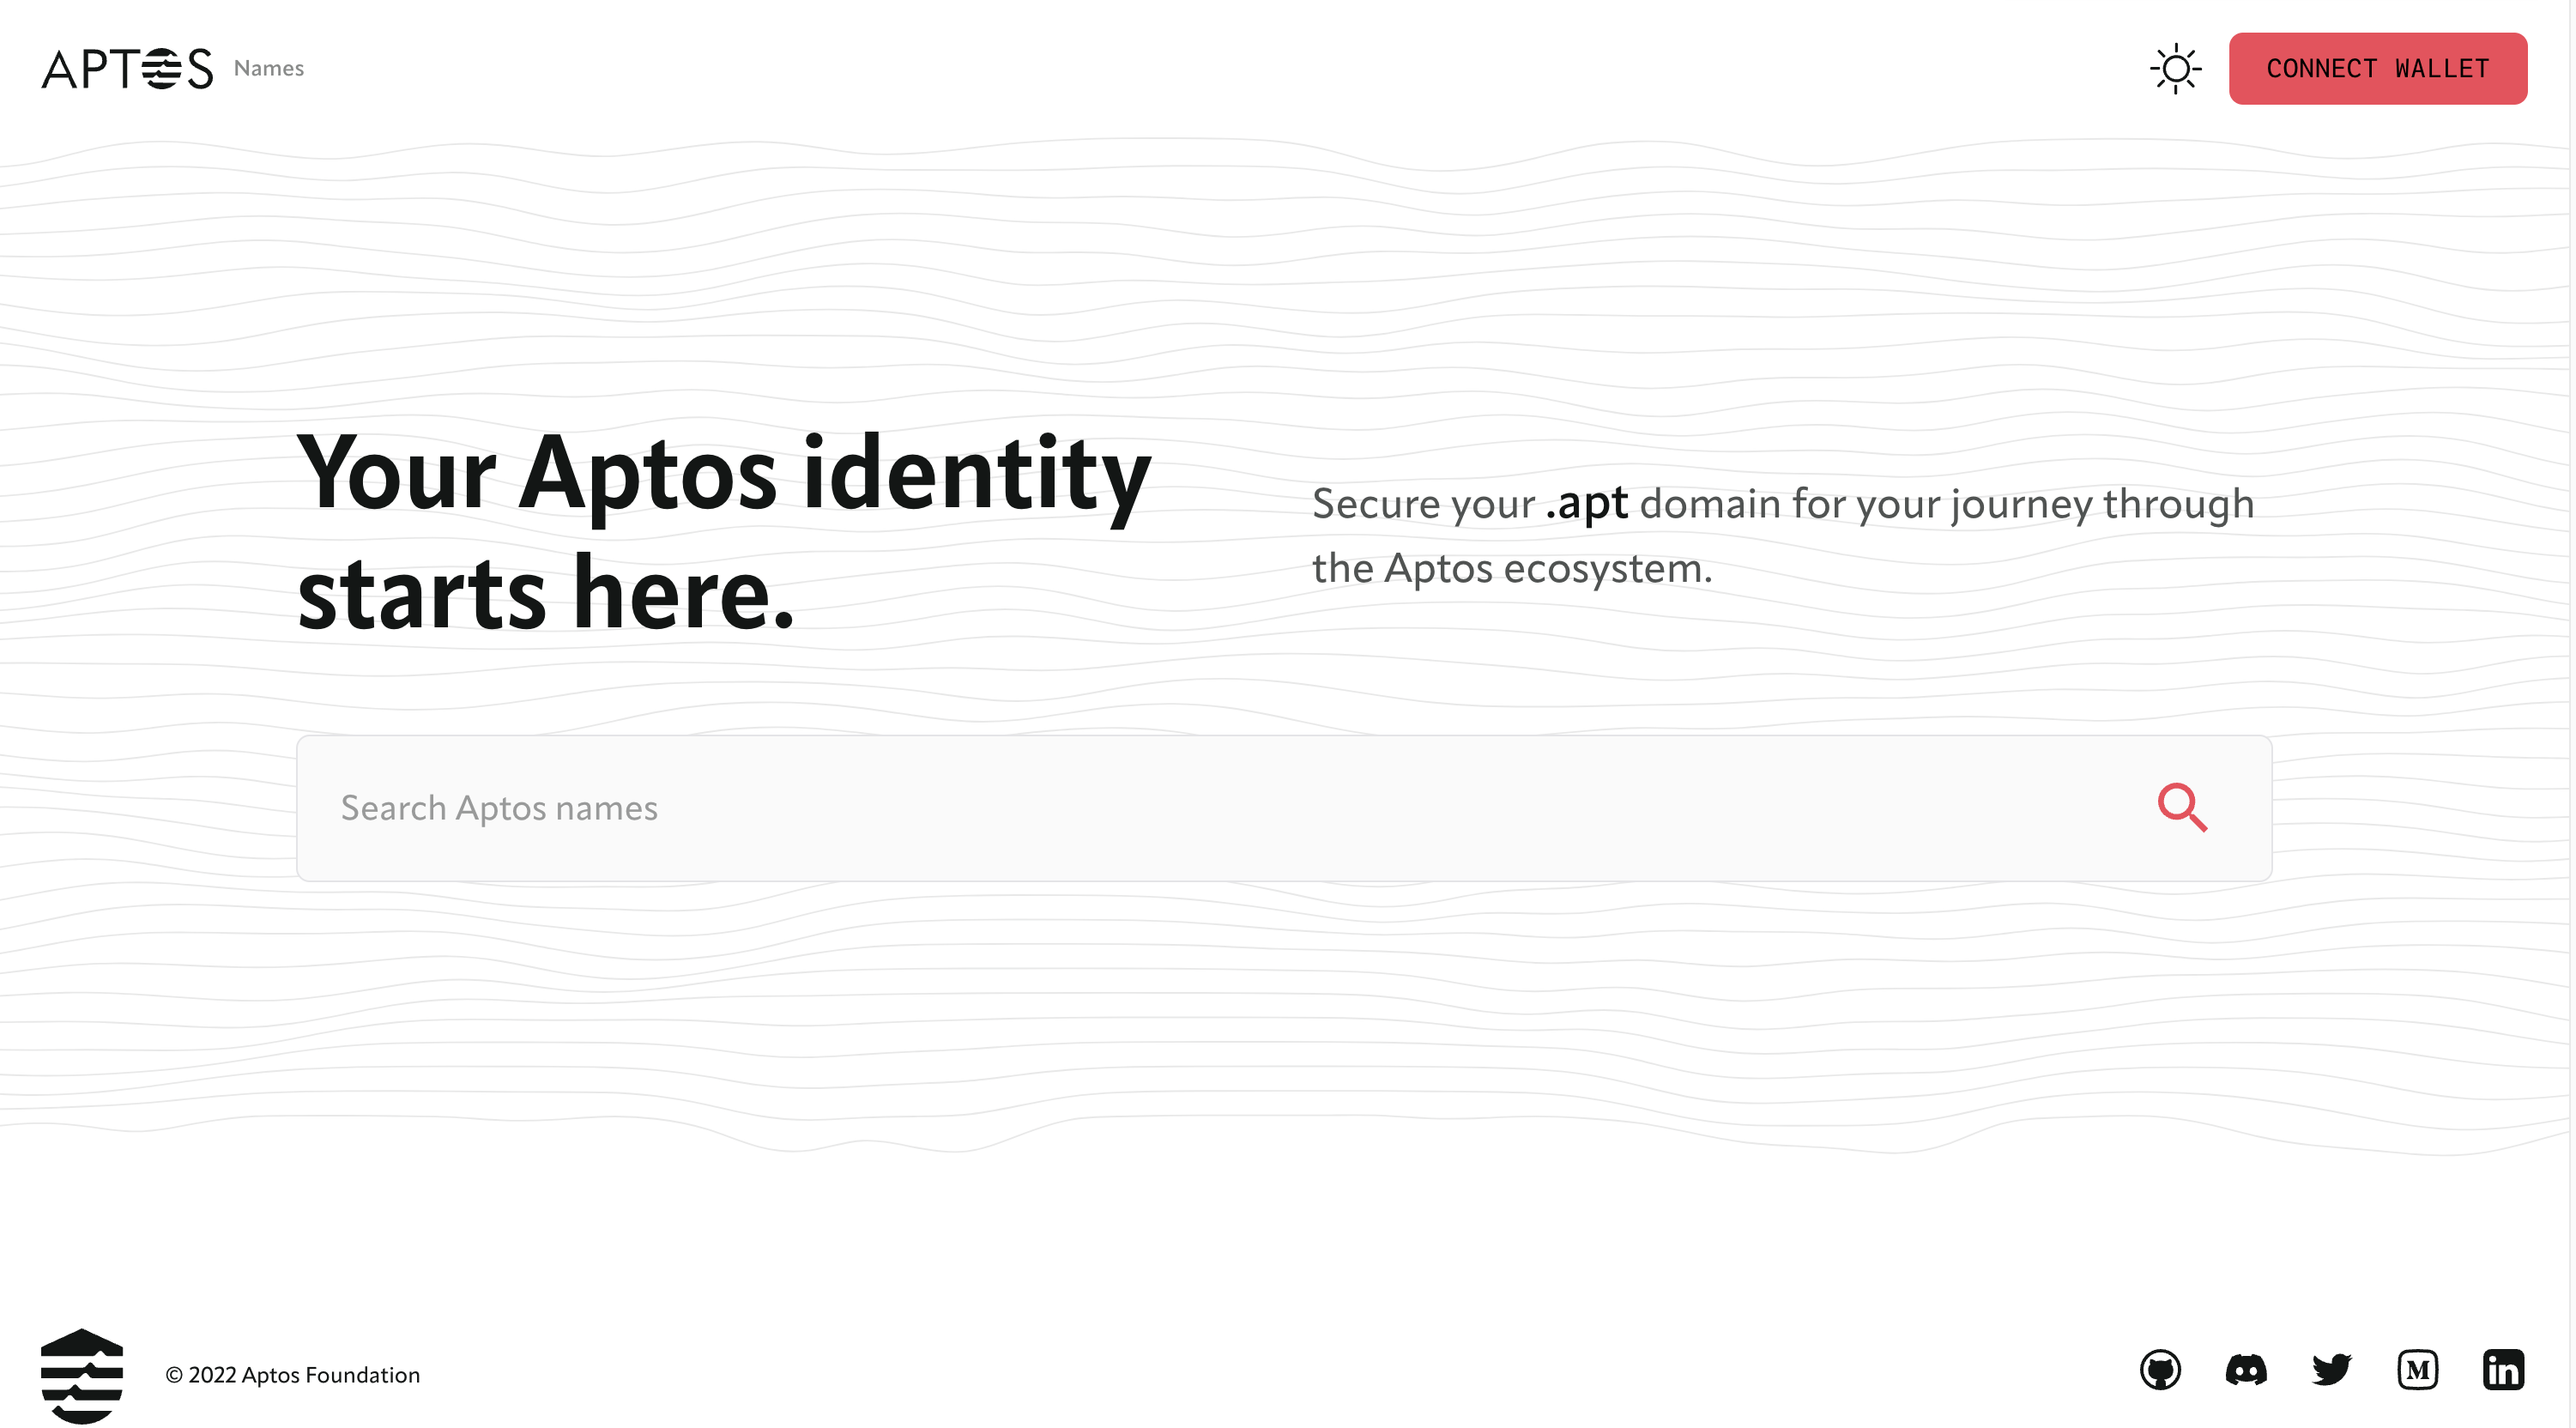 APTOS Names
CONNECT WALLET
Your Aptos identity
starts here.
Secure your .apt domain for your journey through
the Aptos ecosystem.
Search Aptos names
© 2022 Aptos Foundation